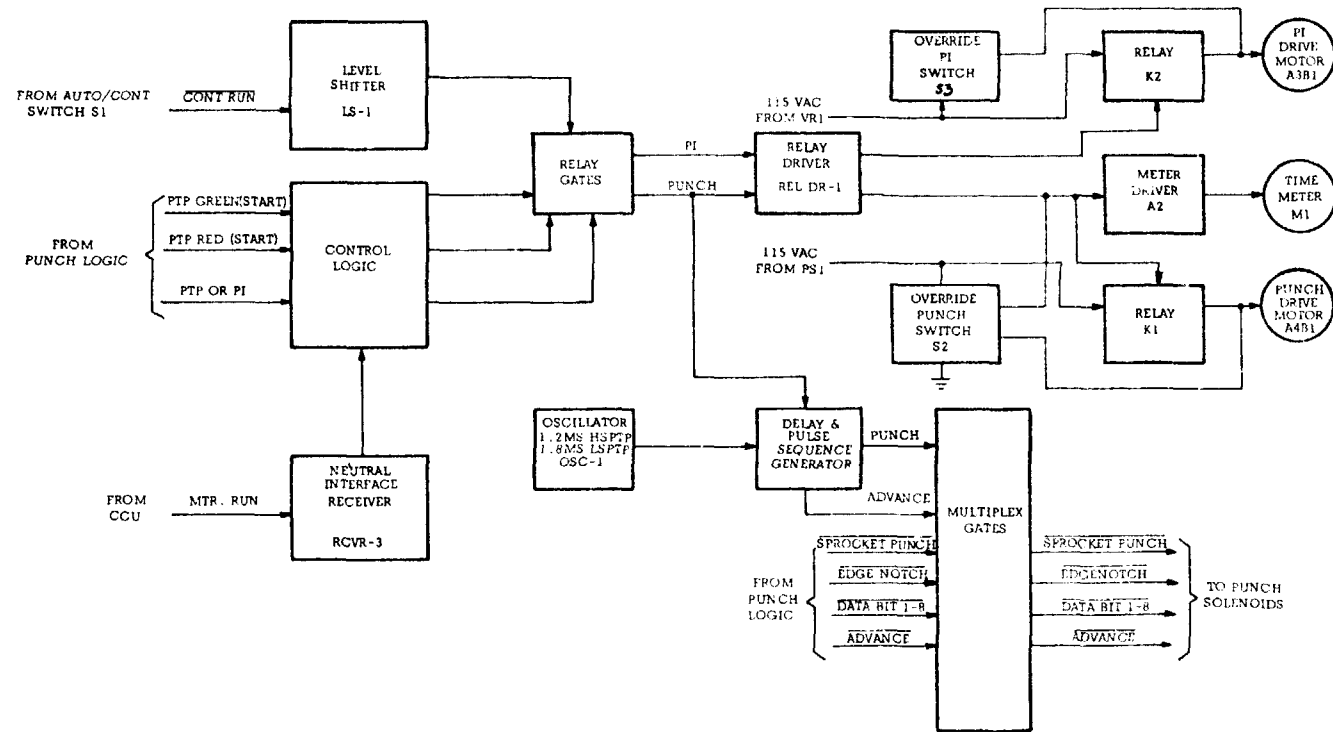 LEVEL
SHIFTER
LS-1
FROM AUTO/CONT
SWITCH S1
CONT RUN
OVERRIDE
PI
SWITCH
S3
RELAY
K2
PI
DRIVE
MOTOR
A3B1
115 VAC
FROM VR1
RELAY
GATES
PI
PUNCH
RELAY
DRIVER
REL DR-1
METER
DRIVER
A2
TIME
METER
M1
FROM
PUNCH LOGIC
PTP GREEN(START)
PTP RED (START)
PTP OR PI
CONTROL
LOGIC
115 VAC
FROM PS1
OVERRIDE
PUNCH
SWITCH
S2
RELAY
K1
PUNCH
DRIVE
MOTOR
A4B1
OSCILLATOR
1.2MS HSPTP
1.8MS LSPTP
OSC-1
DELAY &
PULSE
SEQUENCE
GENERATOR
PUNCH
ADVANCE
MULTIPLEX
GATES
FROM
CCU
MTR. RUN
NEUTRAL
INTERFACE
RECEIVER
RCVR-3
FROM
PUNCH
LOGIC
SPROCKET PUNCH
EDGE NOTCH
DATA BIT 1-8
ADVANCE
SPROCKET PUNCH
EDGENOTCH
DATA BIT 1-8
ADVANCE
TO PUNCH
SOLENOIDS